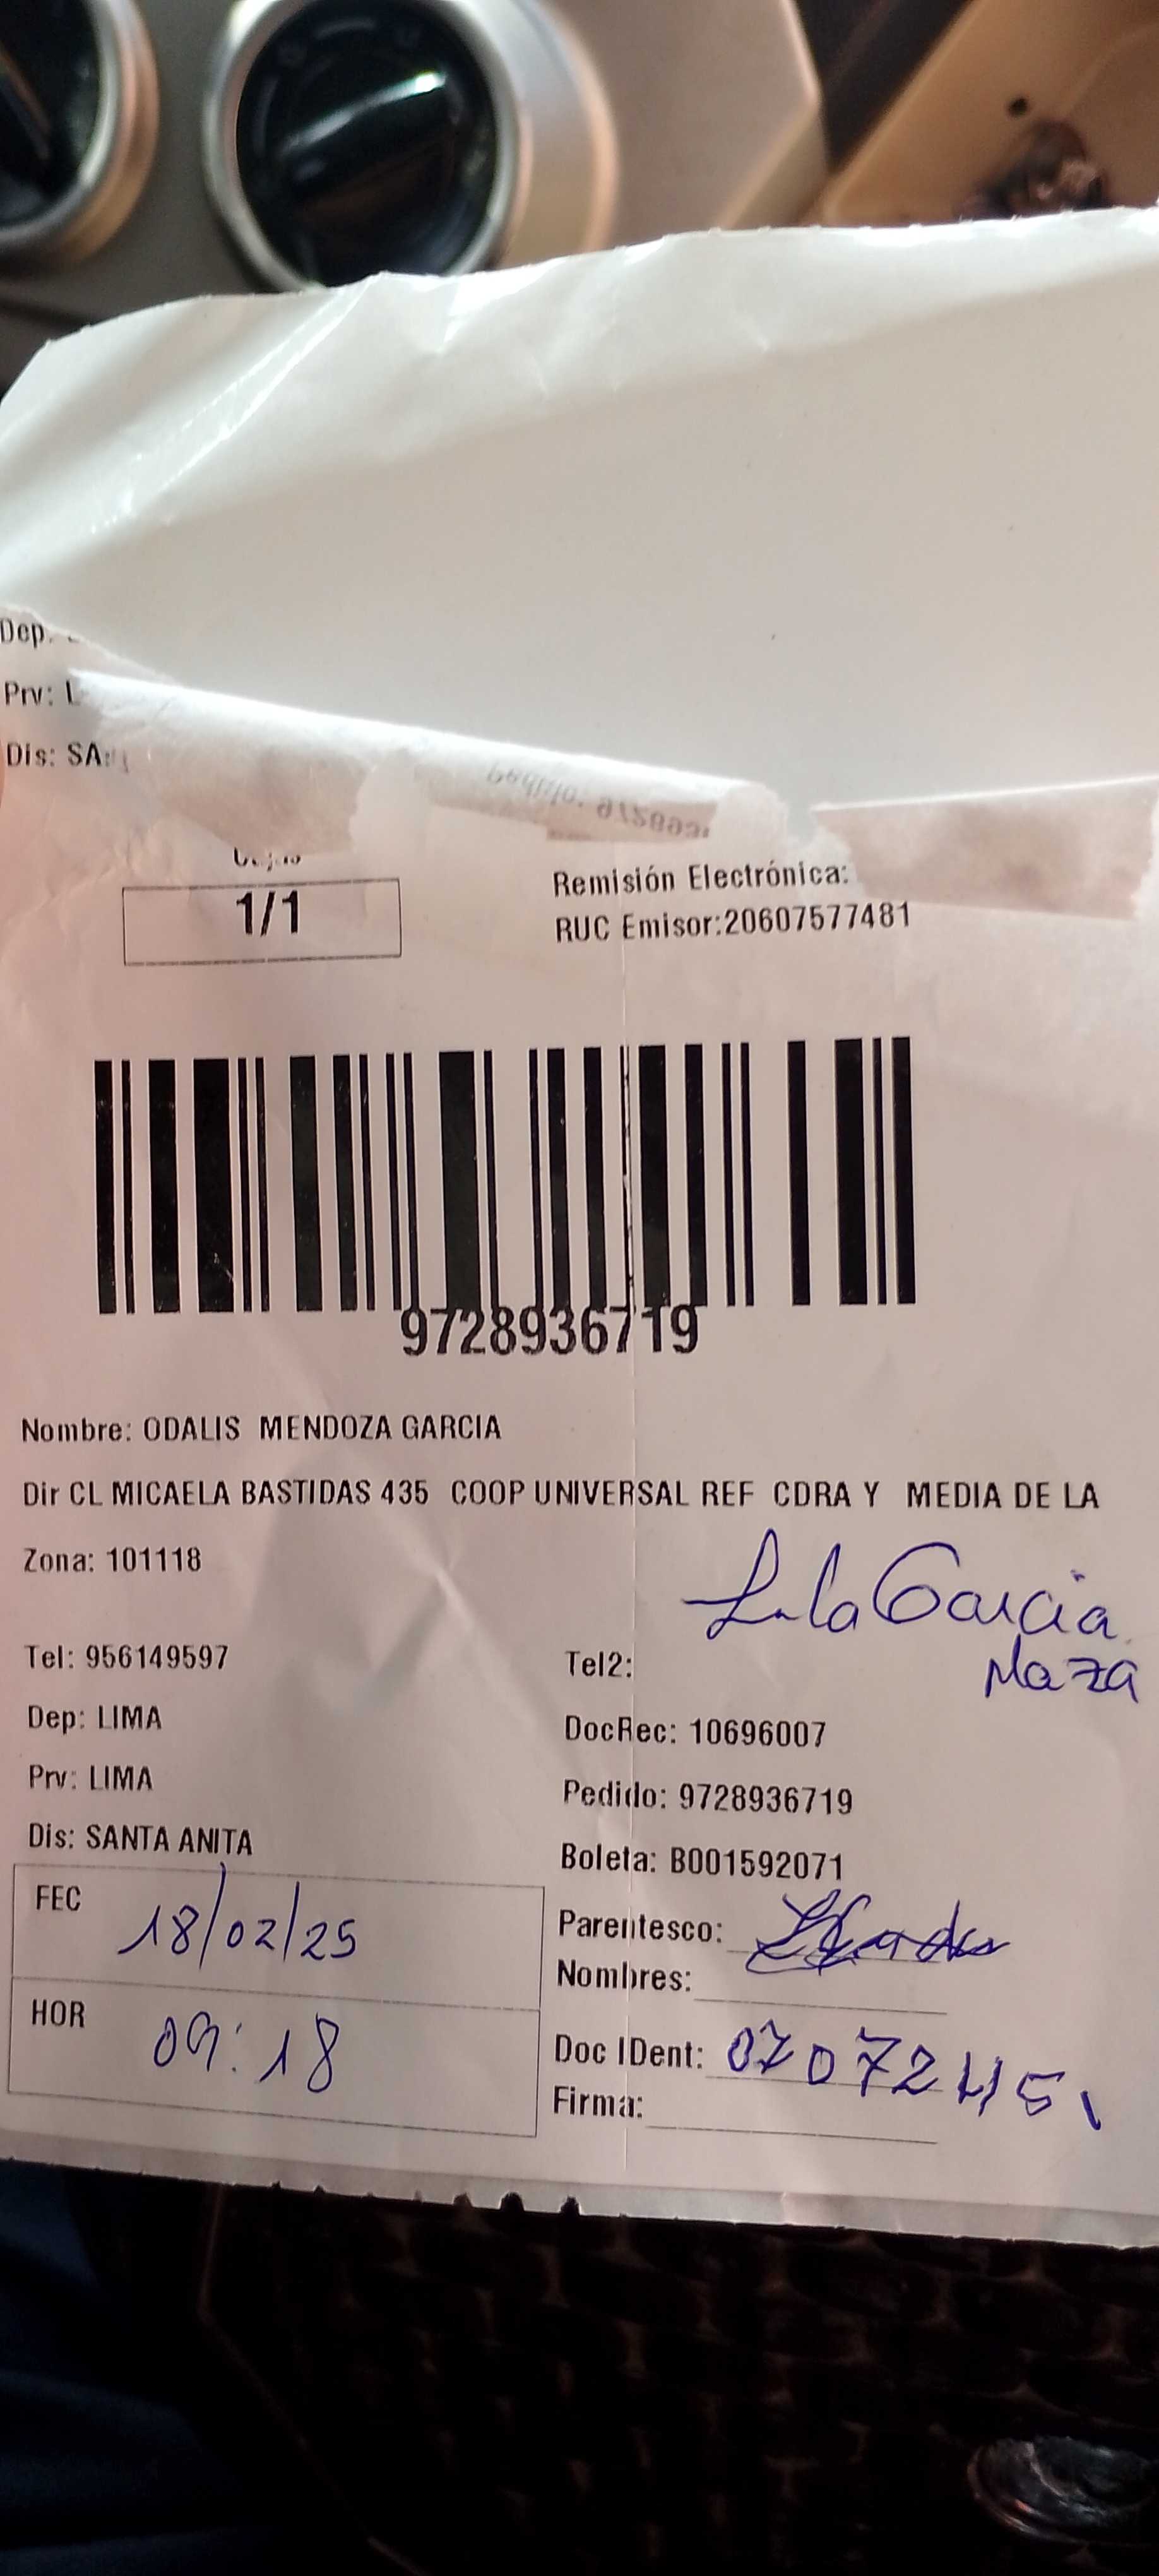 Dep:
Prv: L
Dis: SA
1/1
Remisión Electrónica:
RUC Emisor:20607577481
9728936719
Nombre: ODALIS MENDOZA GARCIA
Dir CL MICAELA BASTIDAS 435 COOP UNIVERSAL REF CDRA Y MEDIA DE LA
Zona: 101118
Garcia
Maza
Tel: 956149597
Tel2:
Dep: LIMA
DocRec: 10696007
Prv: LIMA
Pedido: 9728936719
Dis: SANTA ANITA
Boleta: B001592071
FEC 18/02/25
Parentesco:
Nombres:
HOR 09:18
Doc IDent: 07072451
Firma: